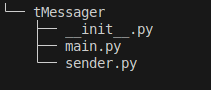 └── tMessager
    ├── __init__.py
    ├── main.py
    └── sender.py